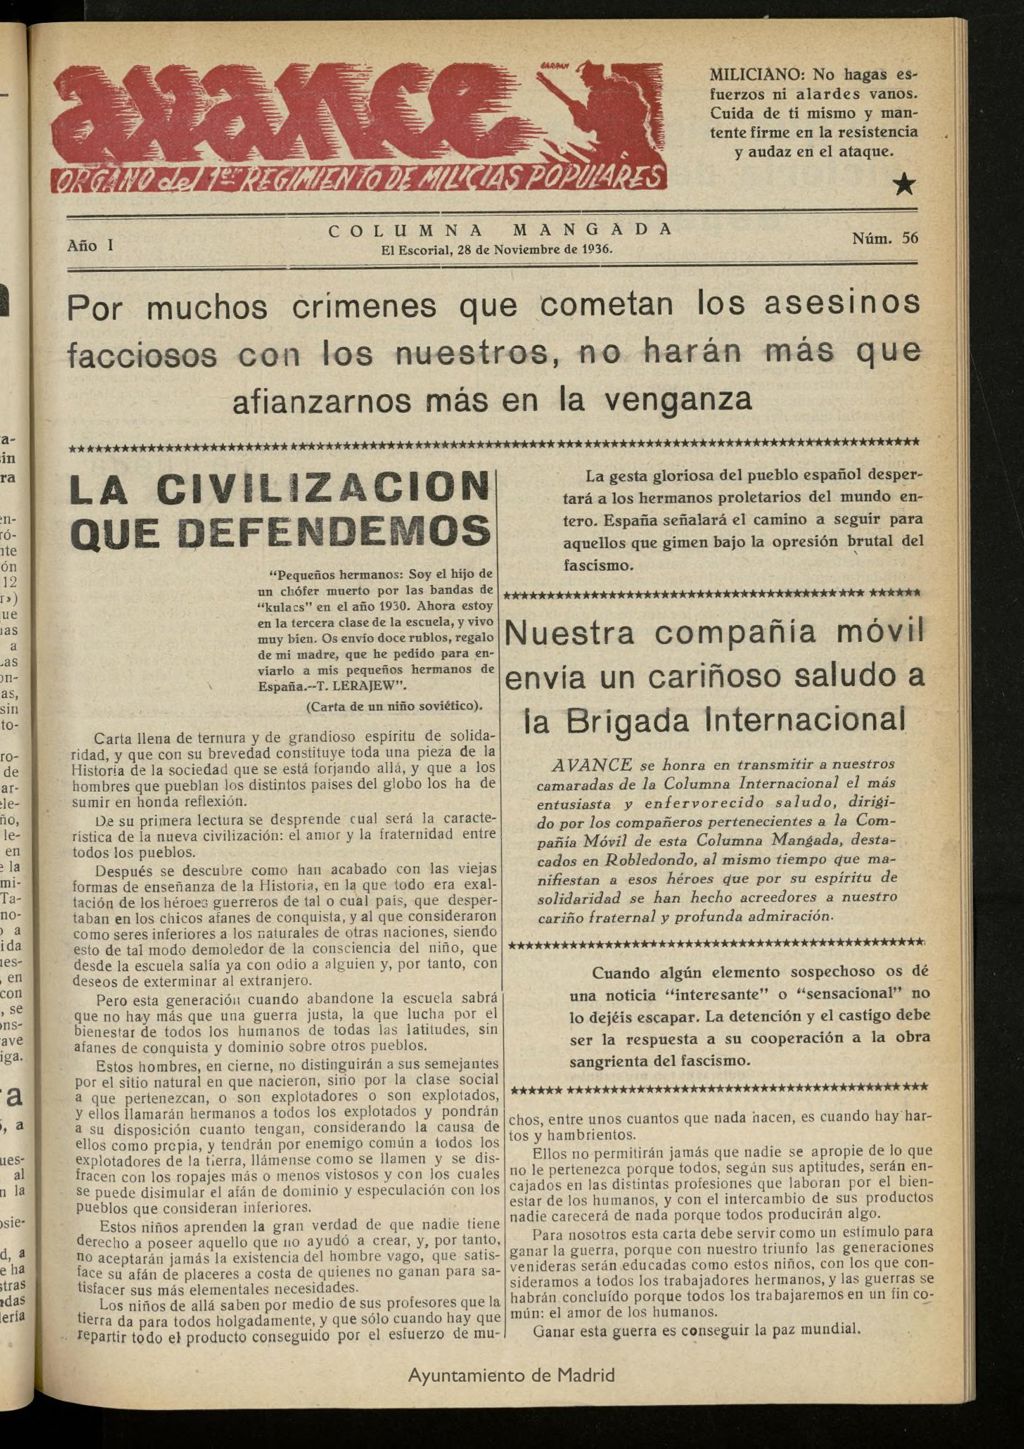 avance
ORGANO del 1er REGIMIENTO DE MILICIAS POPULARES
MILICIANO: No hagas es-
fuerzos ni alardes vanos.
Cuida de ti mismo y man-
tente firme en la resistencia
y audaz en el ataque.
★
Año I
COLUMNA MANGADA
El Escorial, 28 de Noviembre de 1936.
Núm. 56
Por muchos crímenes que cometan los asesinos
facciosos con los nuestros, no harán más que
afianzarnos más en la venganza
LA CIVILIZACION
QUE DEFENDEMOS
"Pequeños hermanos: Soy el hijo de
un chófer muerto por las bandas de
"kulacs" en el año 1930. Ahora estoy
en la tercera clase de la escuela, y vivo
muy bien. Os envío doce rublos, regalo
de mi madre, que he pedido para en-
viarlo a mis pequeños hermanos de
España.--T. LERAJEW".
(Carta de un niño soviético).
Carta llena de ternura y de grandioso espíritu de solida-
ridad, y que con su brevedad constituye toda una pieza de la
Historia de la sociedad que se está forjando allá, y que a los
hombres que pueblan los distintos países del globo los ha de
sumir en honda reflexión.
De su primera lectura se desprende cual será la caracte-
rística de la nueva civilización: el amor y la fraternidad entre
todos los pueblos.
Después se descubre como han acabado con las viejas
formas de enseñanza de la Historia, en la que todo era exal-
tación de los héroes guerreros de tal o cual país, que desper-
taban en los chicos afanes de conquista, y al que consideraron
como seres inferiores a los naturales de otras naciones, siendo
esto de tal modo demoledor de la consciencia del niño, que
desde la escuela salía ya con odio a alguien y, por tanto, con
deseos de exterminar al extranjero.
Pero esta generación cuando abandone la escuela sabrá
que no hay más que una guerra justa, la que lucha por el
bienestar de todos los humanos de todas las latitudes, sin
afanes de conquista y dominio sobre otros pueblos.
Estos hombres, en cierne, no distinguirán a sus semejantes
por el sitio natural en que nacieron, sino por la clase social
a que pertenezcan, o son explotadores o son explotados,
y ellos llamarán hermanos a todos los explotados y pondrán
a su disposición cuanto tengan, considerando la causa de
ellos como propia, y tendrán por enemigo común a todos los
explotadores de la tierra, llámense como se llamen y se dis-
fracen con los ropajes más o menos vistosos y con los cuales
se puede disimular el afán de dominio y especulación con los
pueblos que consideran inferiores.
Estos niños aprenden la gran verdad de que nadie tiene
derecho a poseer aquello que no ayudó a crear, y, por tanto,
no aceptarán jamás la existencia del hombre vago, que satis-
face su afán de placeres a costa de quienes no ganan para sa-
tisfacer sus más elementales necesidades.
Los niños de allá saben por medio de sus profesores que la
tierra da para todos holgadamente, y que sólo cuando hay que
repartir todo el producto conseguido por el esfuerzo de mu-
La gesta gloriosa del pueblo español desper-
tará a los hermanos proletarios del mundo en-
tero. España señalará el camino a seguir para
aquellos que gimen bajo la opresión brutal del
fascismo.
Nuestra compañía móvil
envía un cariñoso saludo a
la Brigada Internacional
AVANCE se honra en transmitir a nuestros
camaradas de la Columna Internacional el más
entusiasta y enfervorecido saludo, dirigi-
do por los compañeros pertenecientes a la Com-
pañía Móvil de esta Columna Mangada, desta-
cados en Robledondo, al mismo tiempo que ma-
nifiestan a esos héroes que por su espíritu de
solidaridad se han hecho acreedores a nuestro
cariño fraternal y profunda admiración.
Cuando algún elemento sospechoso os dé
una noticia "interesante" o "sensacional" no
lo dejéis escapar. La detención y el castigo debe
ser la respuesta a su cooperación a la obra
sangrienta del fascismo.
chos, entre unos cuantos que nada hacen, es cuando hay har-
tos y hambrientos.
Ellos no permitirán jamás que nadie se apropie de lo que
no le pertenezca porque todos, según sus aptitudes, serán en-
cajados en las distintas profesiones que laboran por el bien-
estar de los humanos, y con el intercambio de sus productos
nadie carecerá de nada porque todos producirán algo.
Para nosotros esta carta debe servir como un estímulo para
ganar la guerra, porque con nuestro triunfo las generaciones
venideras serán educadas como estos niños, con los que con-
sideramos a todos los trabajadores hermanos, y las guerras se
habrán concluído porque todos los trabajaremos en un fin co-
mún: el amor de los humanos.
Ganar esta guerra es conseguir la paz mundial.
Ayuntamiento de Madrid